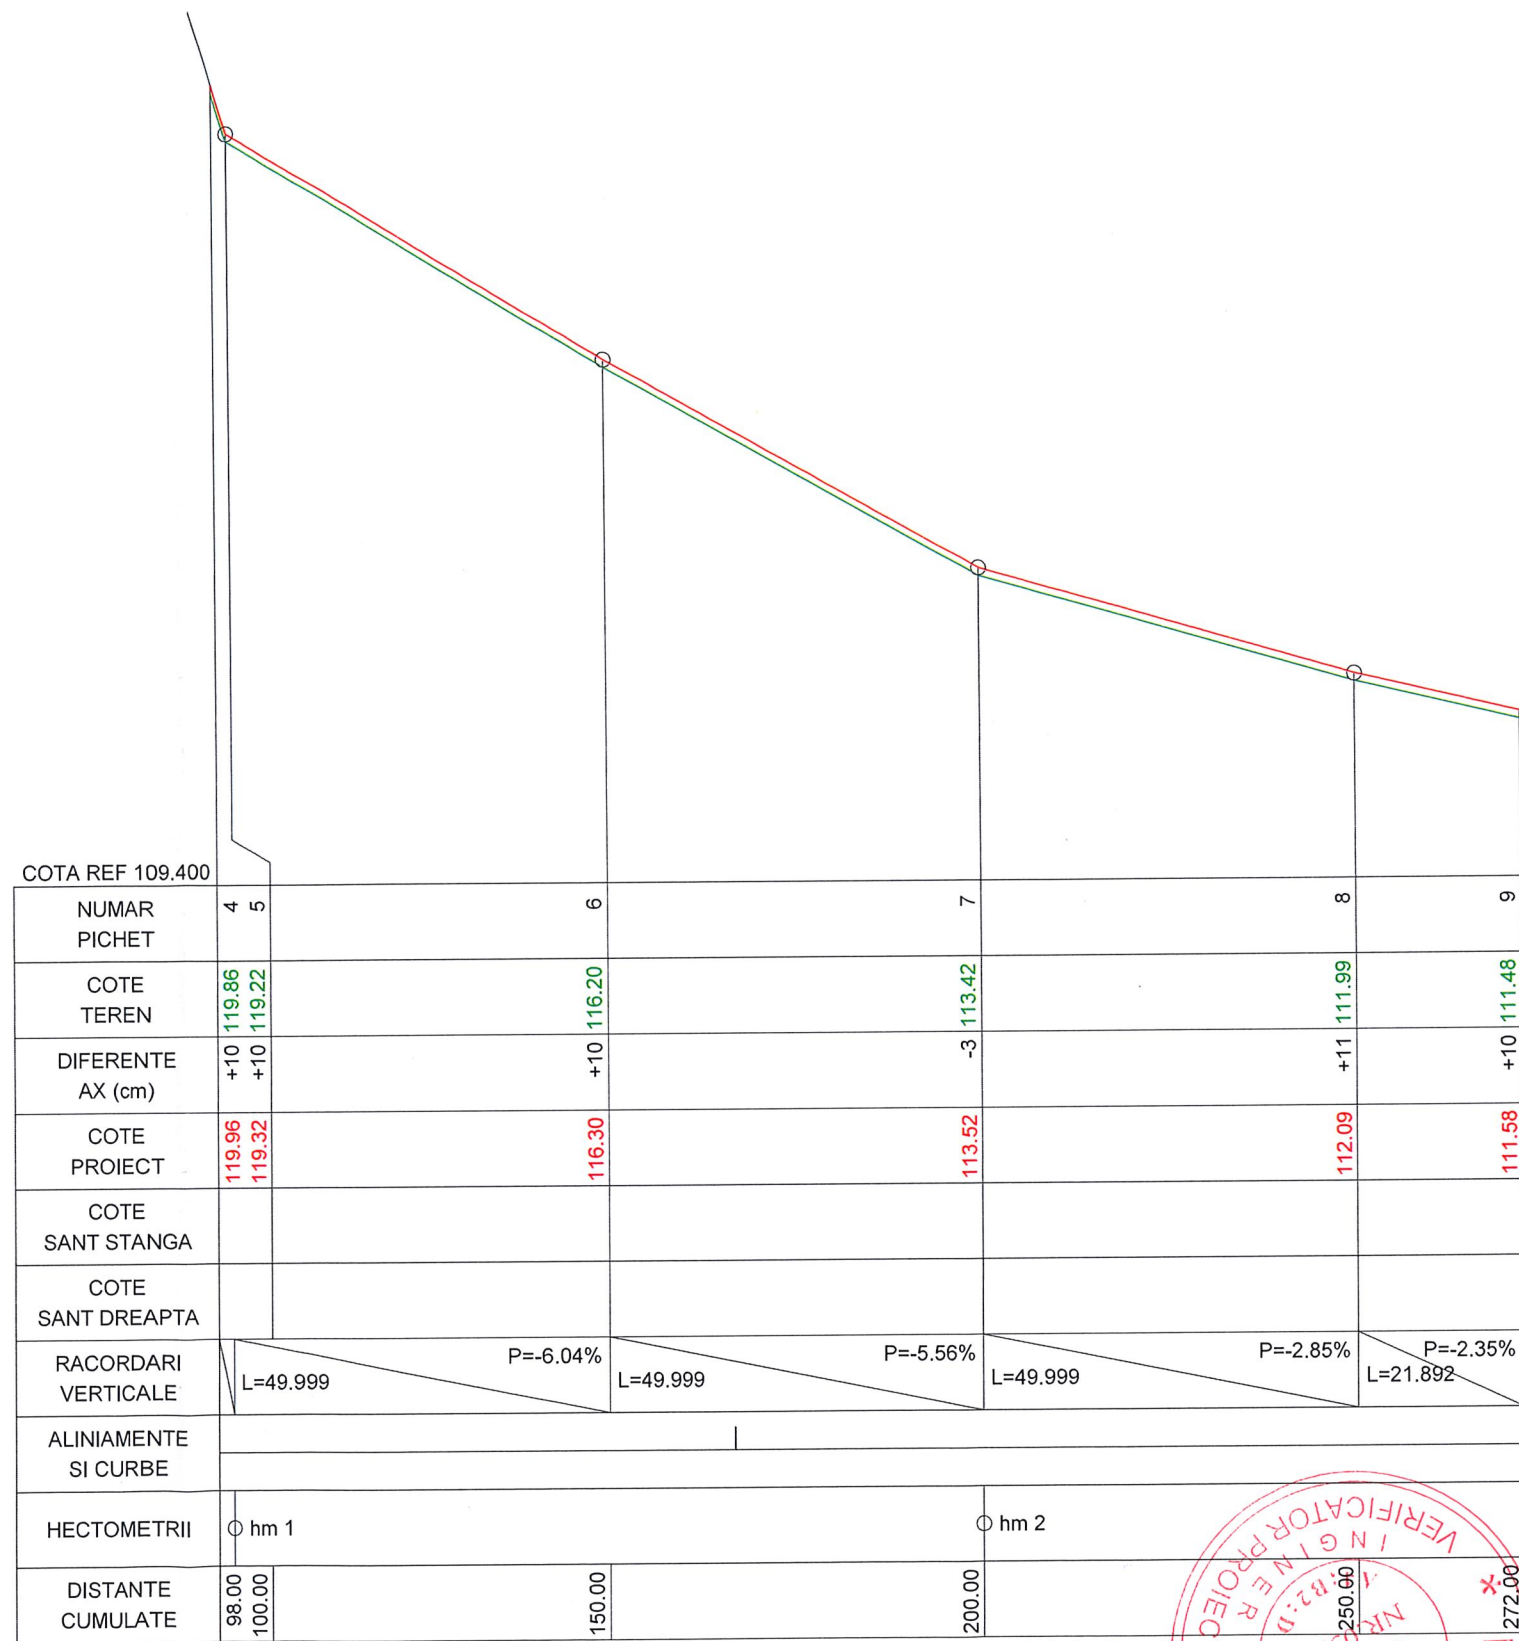 COTA REF 109.400
NUMAR
PICHET
4
5
6
7
8
9
COTE
TEREN
119.86
119.22
116.20
113.42
111.99
111.48
DIFERENTE
AX (cm)
+10
+10
+10
-3
+11
+10
COTE
PROIECT
119.96
119.32
116.30
113.52
112.09
111.58
COTE
SANT STANGA
COTE
SANT DREAPTA
RACORDARI
VERTICALE
L=49.999
P=-6.04%
L=49.999
P=-5.56%
L=49.999
P=-2.85%
L=21.892
P=-2.35%
ALINIAMENTE
SI CURBE
HECTOMETRII
hm 1
hm 2
DISTANTE
CUMULATE
98.00
100.00
150.00
200.00
250.00
272.00
VERIFICATOR PROIEC
INGINER